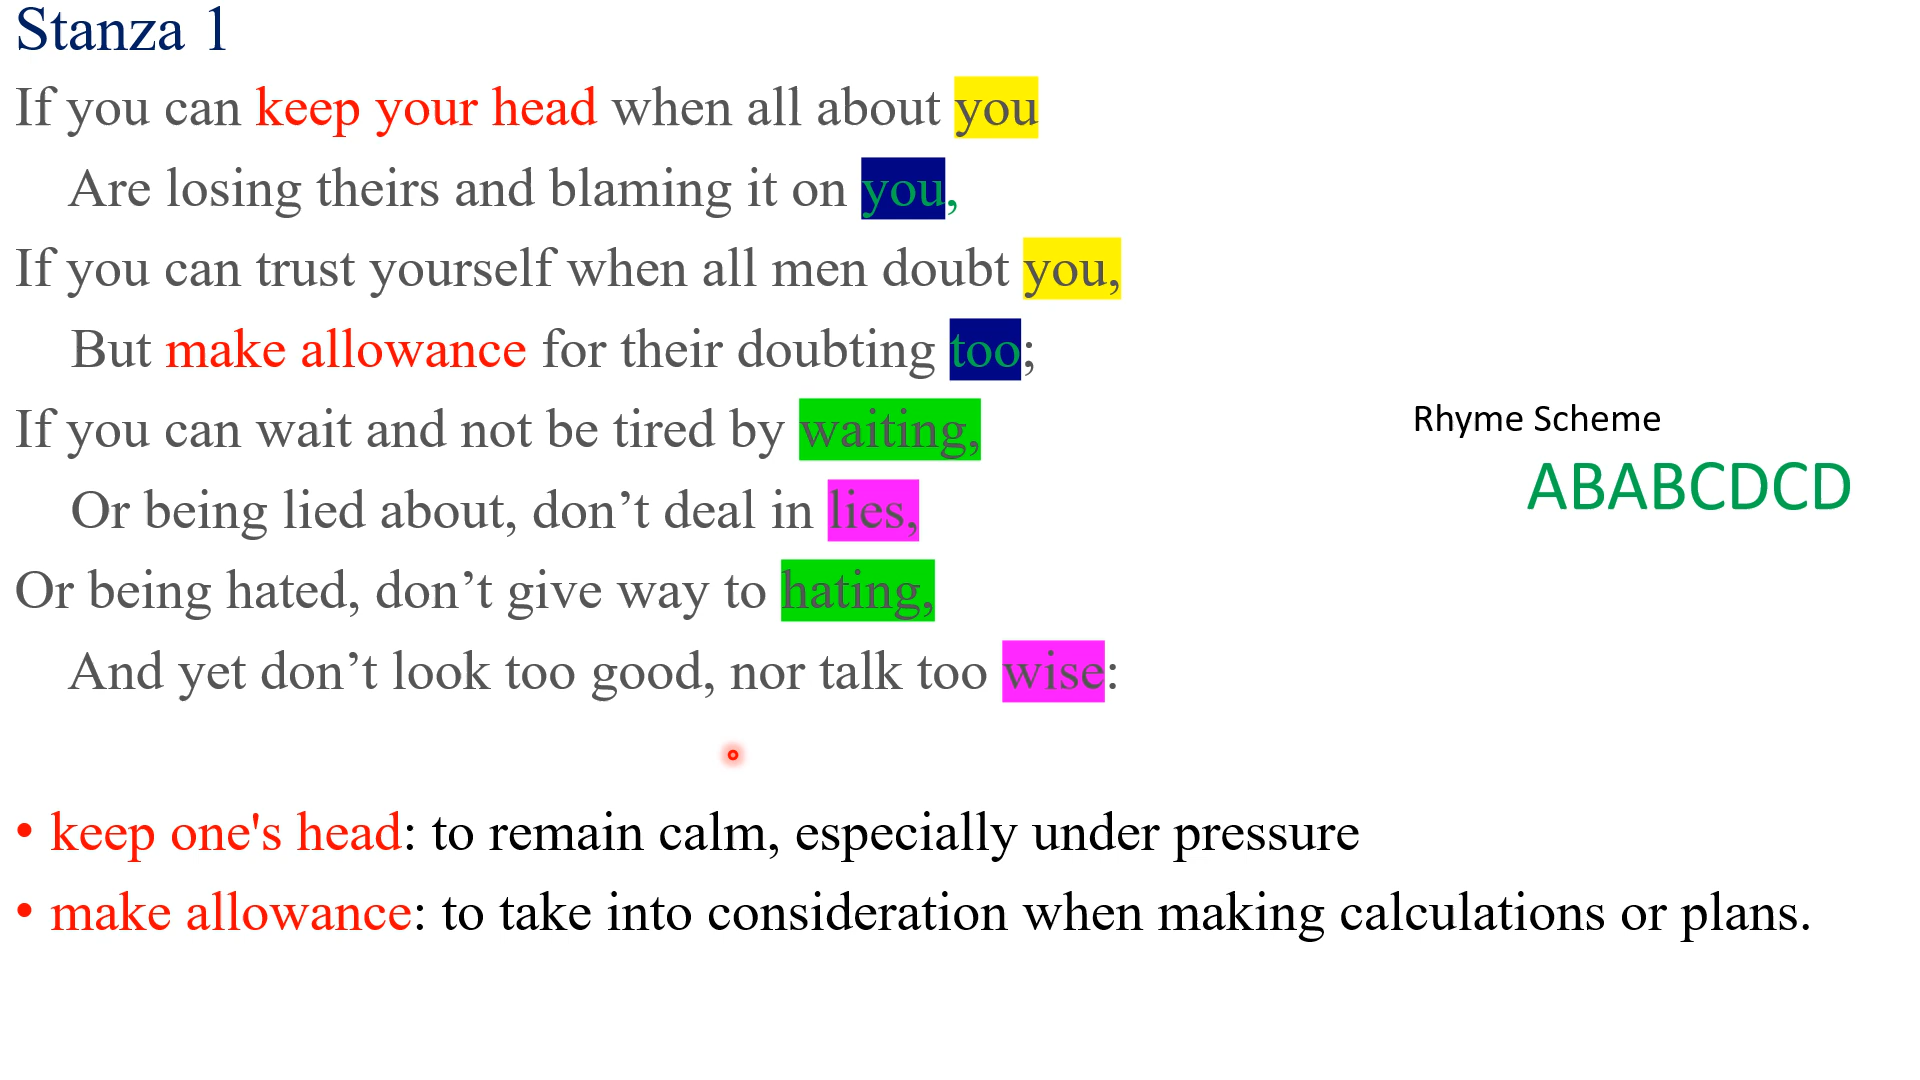 Stanza 1
If you can keep your head when all about you
Are losing theirs and blaming it on you,
If you can trust yourself when all men doubt you,
But make allowance for their doubting too;
If you can wait and not be tired by waiting,
Or being lied about, don’t deal in lies,
Or being hated, don’t give way to hating,
And yet don’t look too good, nor talk too wise:
Rhyme Scheme
ABABCDCD
• keep one's head: to remain calm, especially under pressure
• make allowance: to take into consideration when making calculations or plans.